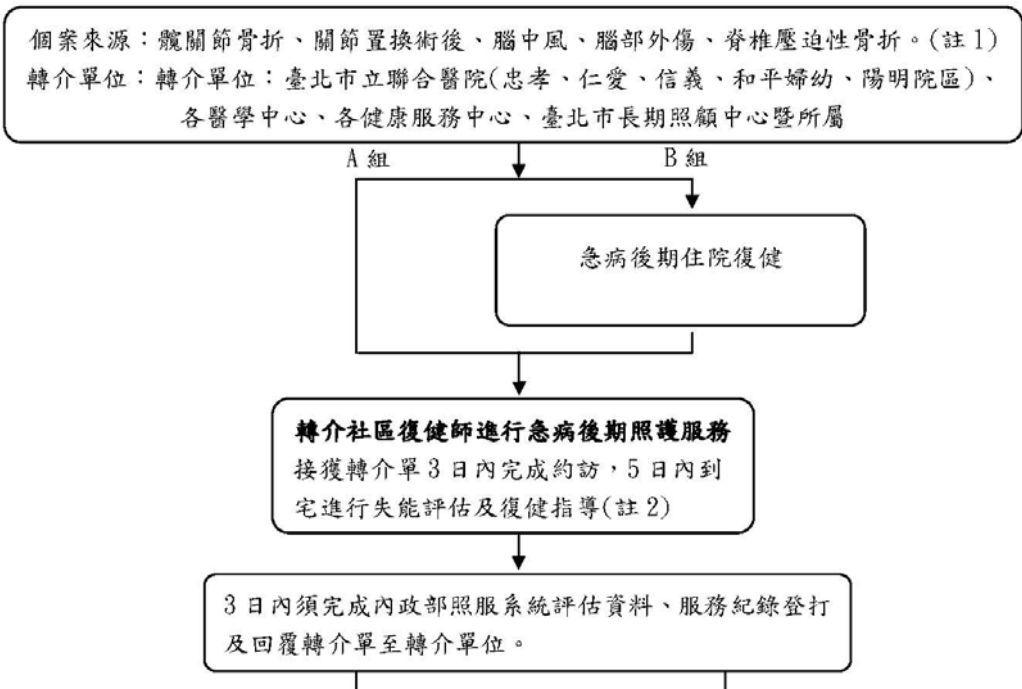 個案來源：髖關節骨折、關節置換術後、腦中風、腦部外傷、脊椎壓迫性骨折。(註1)
轉介單位：轉介單位：臺北市立聯合醫院(忠孝、仁愛、信義、和平婦幼、陽明院區)、
各醫學中心、各健康服務中心、臺北市長期照顧中心暨所屬
A 組
B 組
急病後期住院復健
轉介社區復健師進行急病後期照護服務
接獲轉介單3日內完成約訪，5日內到
宅進行失能評估及復健指導(註2)
3日內須完成內政部照服系統評估資料、服務紀錄登打
及回覆轉介單至轉介單位。